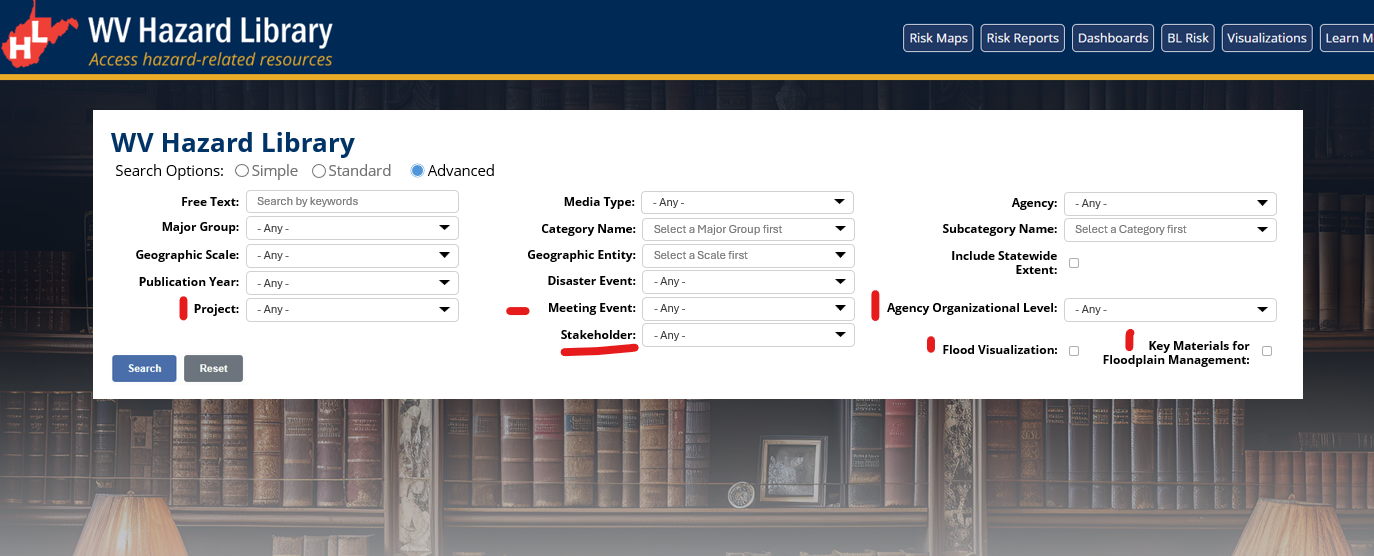 HL
WV Hazard Library
Access hazard-related resources
Risk Maps Risk Reports Dashboards BL Risk Visualizations Learn M
WV Hazard Library
Search Options: Simple Standard Advanced
Free Text: Search by keywords Media Type: - Any - Agency: - Any -
Major Group: - Any - Category Name: Select a Major Group first Subcategory Name: Select a Category first
Geographic Scale: - Any - Geographic Entity: Select a Scale first Include Statewide
Extent:
Publication Year: - Any - Disaster Event: - Any -
Project: - Any - Meeting Event: - Any - Agency Organizational Level: - Any -
Stakeholder: - Any - Flood Visualization: Key Materials for
Floodplain Management:
Search Reset